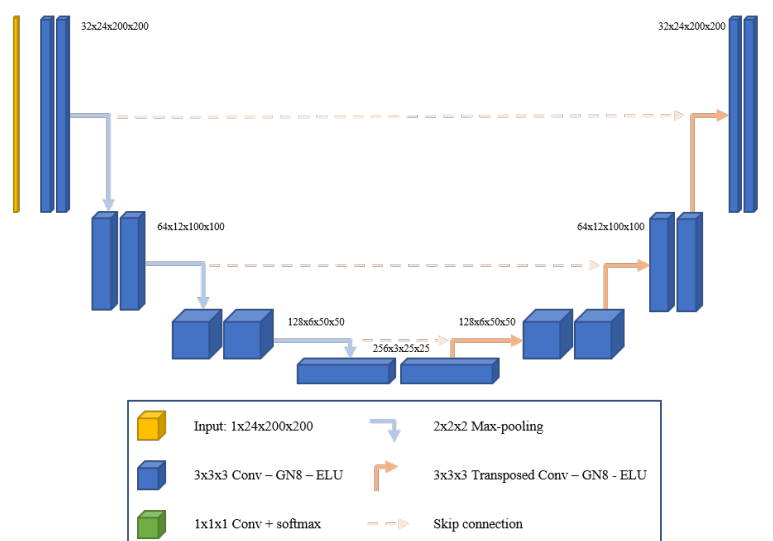 32x24x200x200
32x24x200x200
64x12x100x100
64x12x100x100
128x6x50x50
128x6x50x50
256x3x25x25
Input: 1x24x200x200
2x2x2 Max-pooling
3x3x3 Conv – GN8 – ELU
3x3x3 Transposed Conv – GN8 - ELU
1x1x1 Conv + softmax
Skip connection